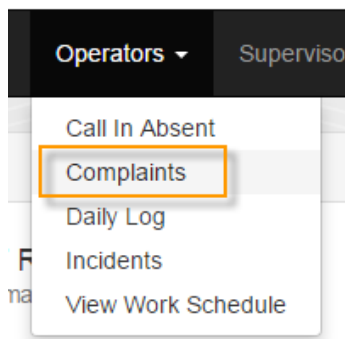 Operators
Call In Absent
Complaints
Daily Log
Incidents
View Work Schedule